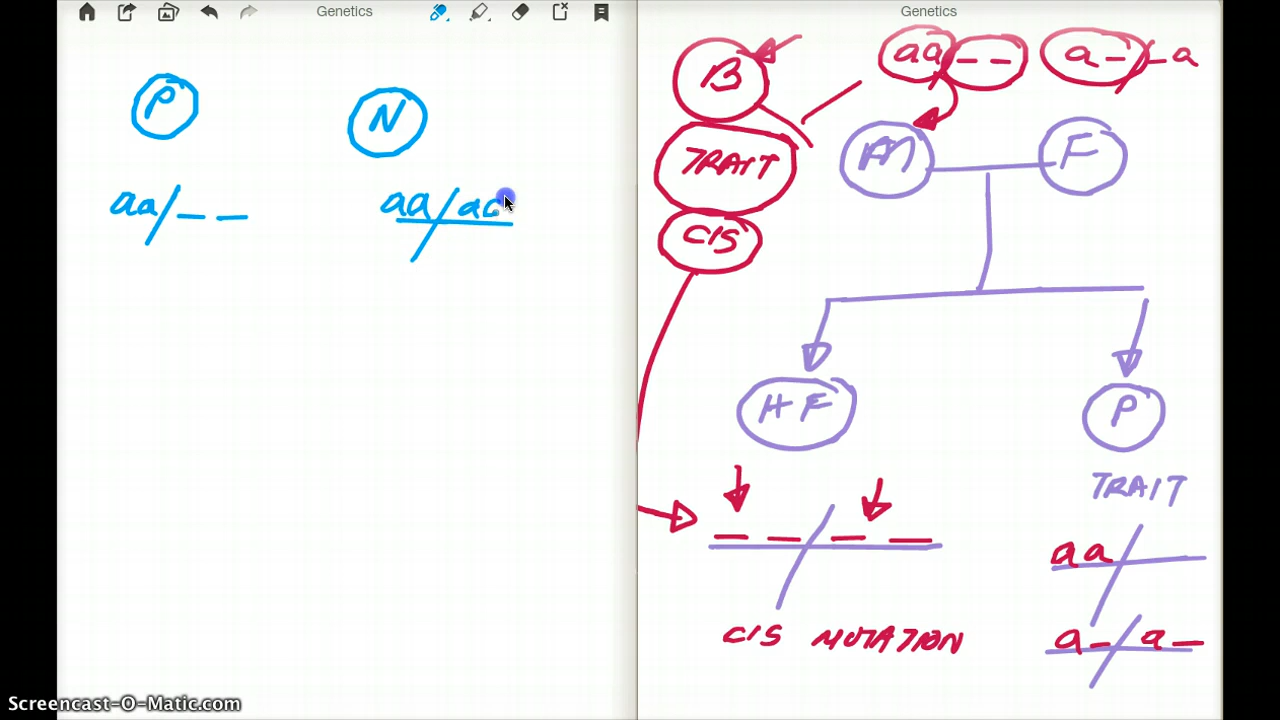 Genetics
P N
aa/_ _ aa/aa
Genetics
B aa/_ _ a_/_a
TRAIT M F
CIS
HF P
TRAIT
_ _/_ _ aa/
CIS MUTATION a_/a_
Screencast-O-Matic.com